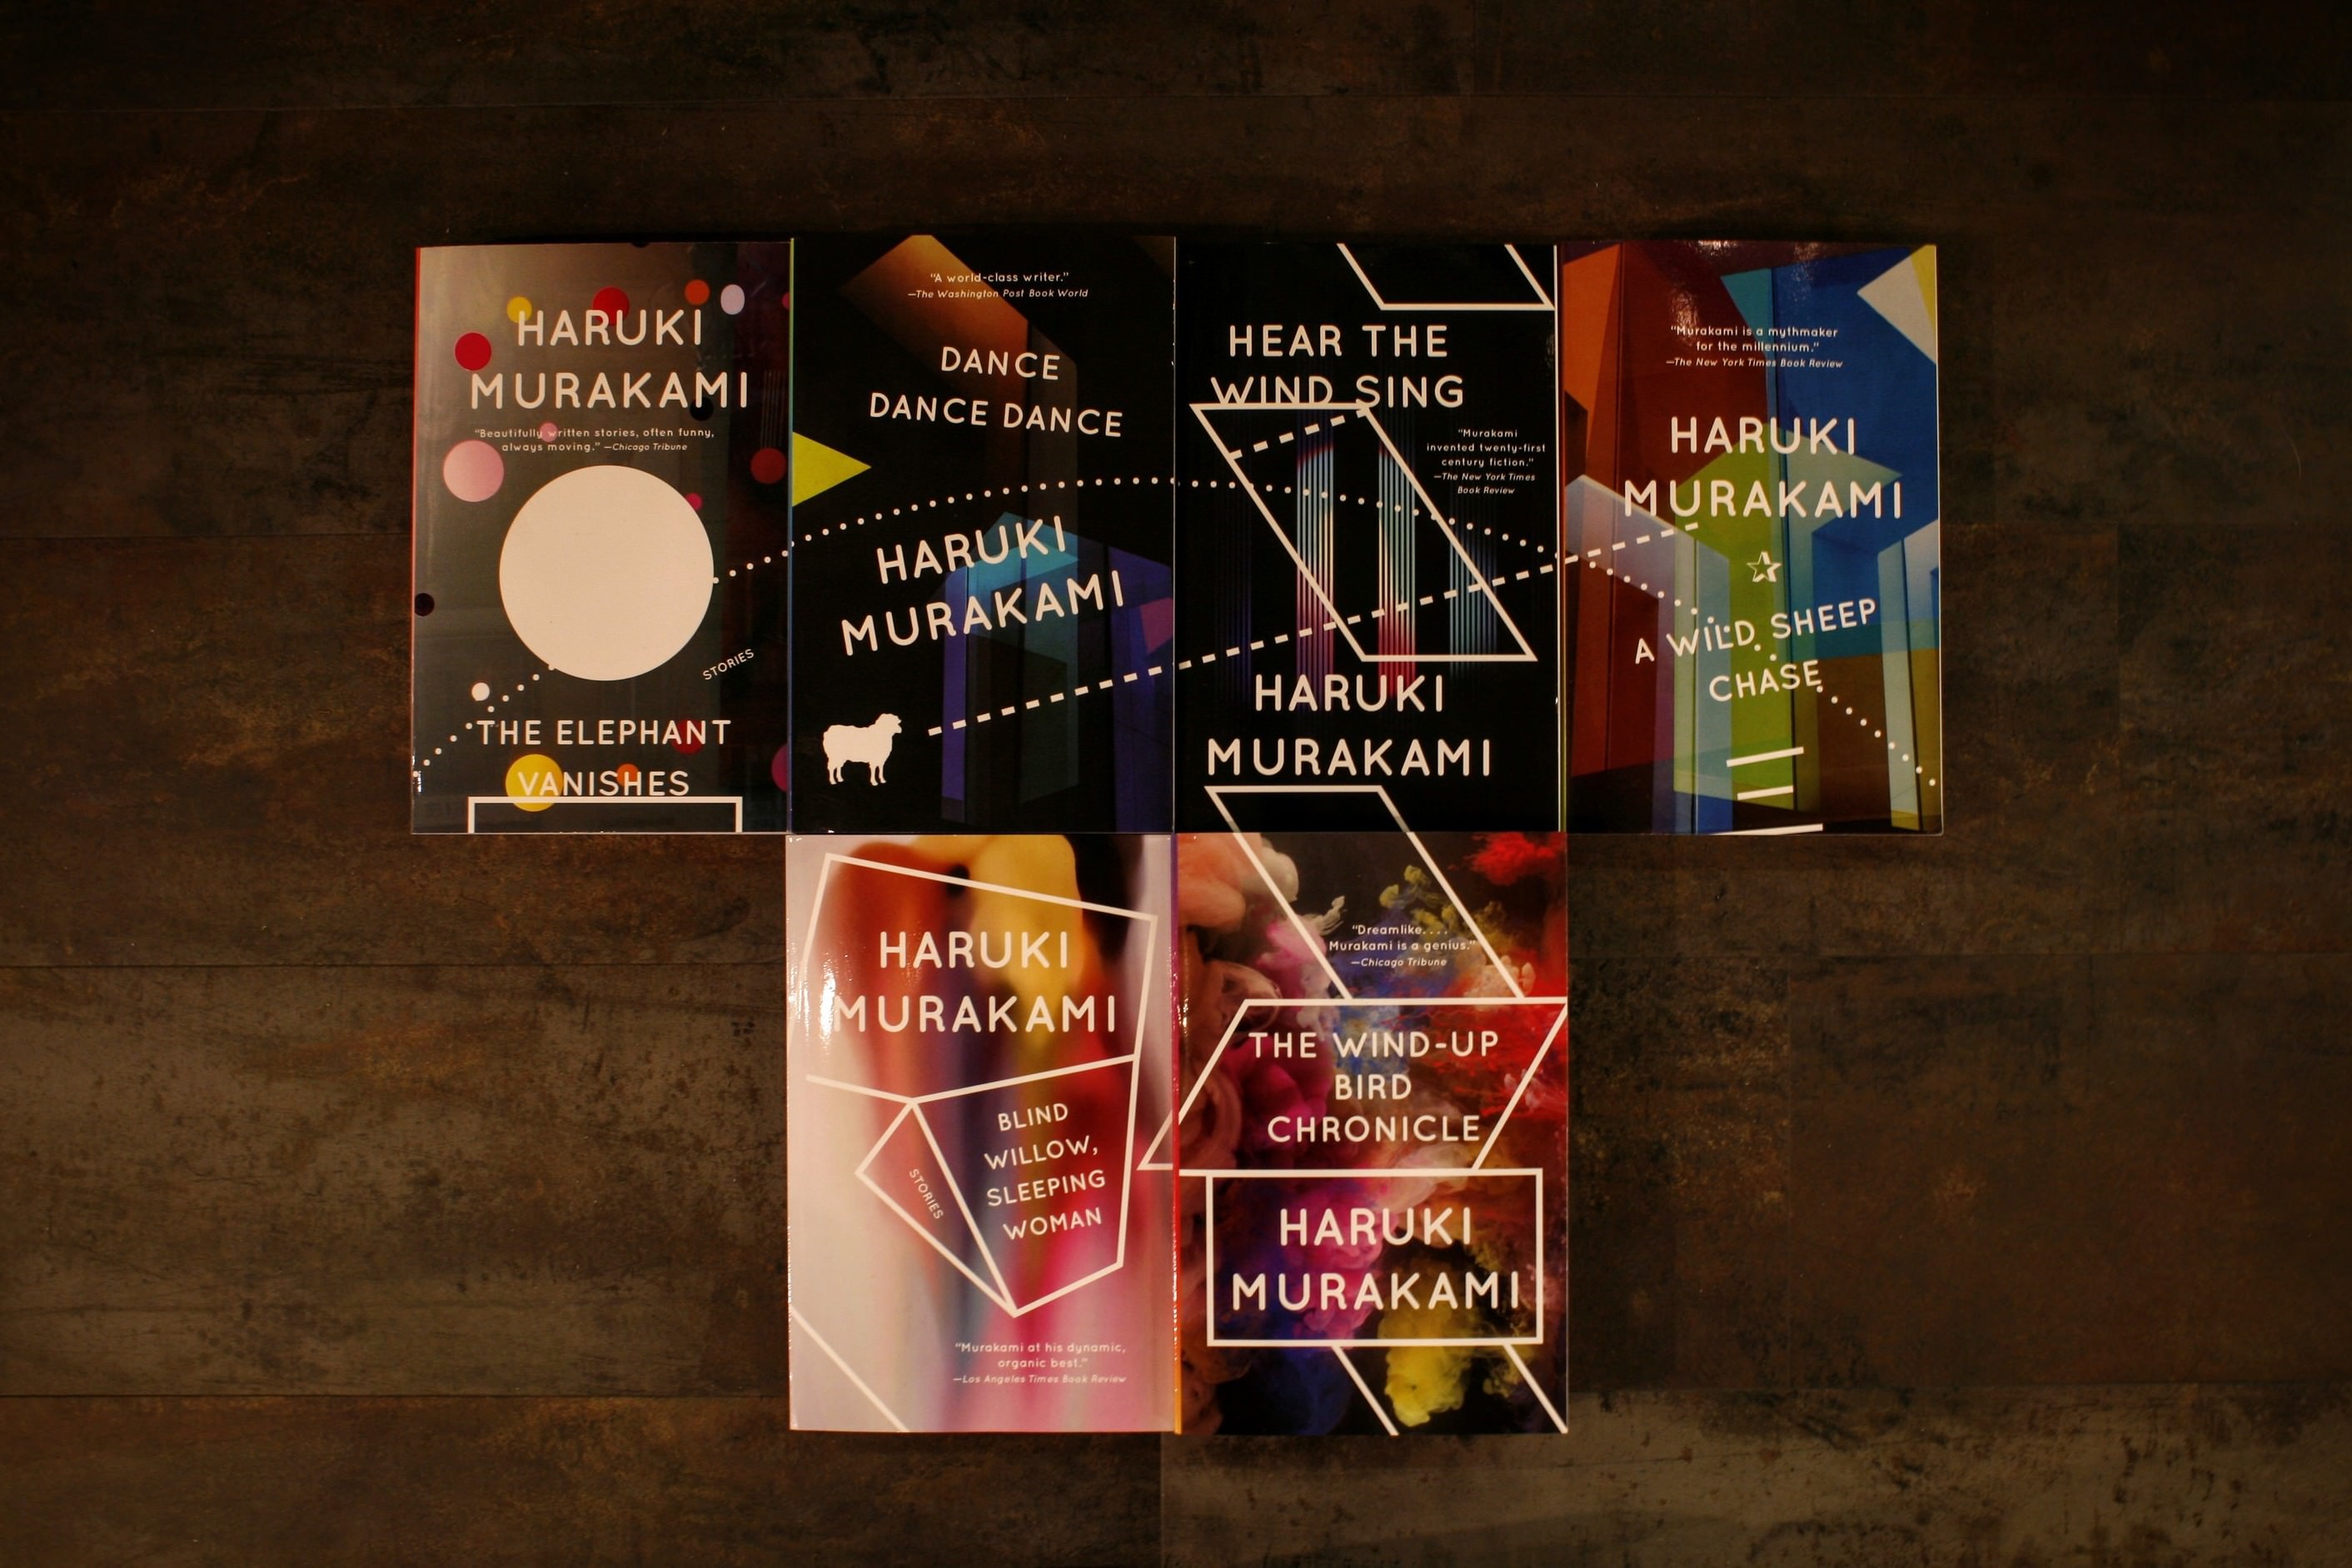 HARUKI
MURAKAMI
“Beautifully written stories, often funny,
always moving.” —Chicago Tribune
STORIES
THE ELEPHANT
VANISHES
“A world-class writer.”
—The Washington Post Book World
DANCE
DANCE DANCE
HARUKI
MURAKAMI
HEAR THE
WIND SING
“Murakami
invented twenty-first
century fiction.”
—The New York Times
Book Review
HARUKI
MURAKAMI
“Murakami is a mythmaker
for the millennium.”
—The New York Times Book Review
HARUKI
MURAKAMI
A WILD SHEEP
CHASE
HARUKI
MURAKAMI
BLIND
WILLOW,
SLEEPING
WOMAN
STORIES
“Murakami at his dynamic,
organic best.”
—Los Angeles Times Book Review
“Dreamlike. . . .
Murakami is a genius.”
—Chicago Tribune
THE WIND-UP
BIRD
CHRONICLE
HARUKI
MURAKAMI